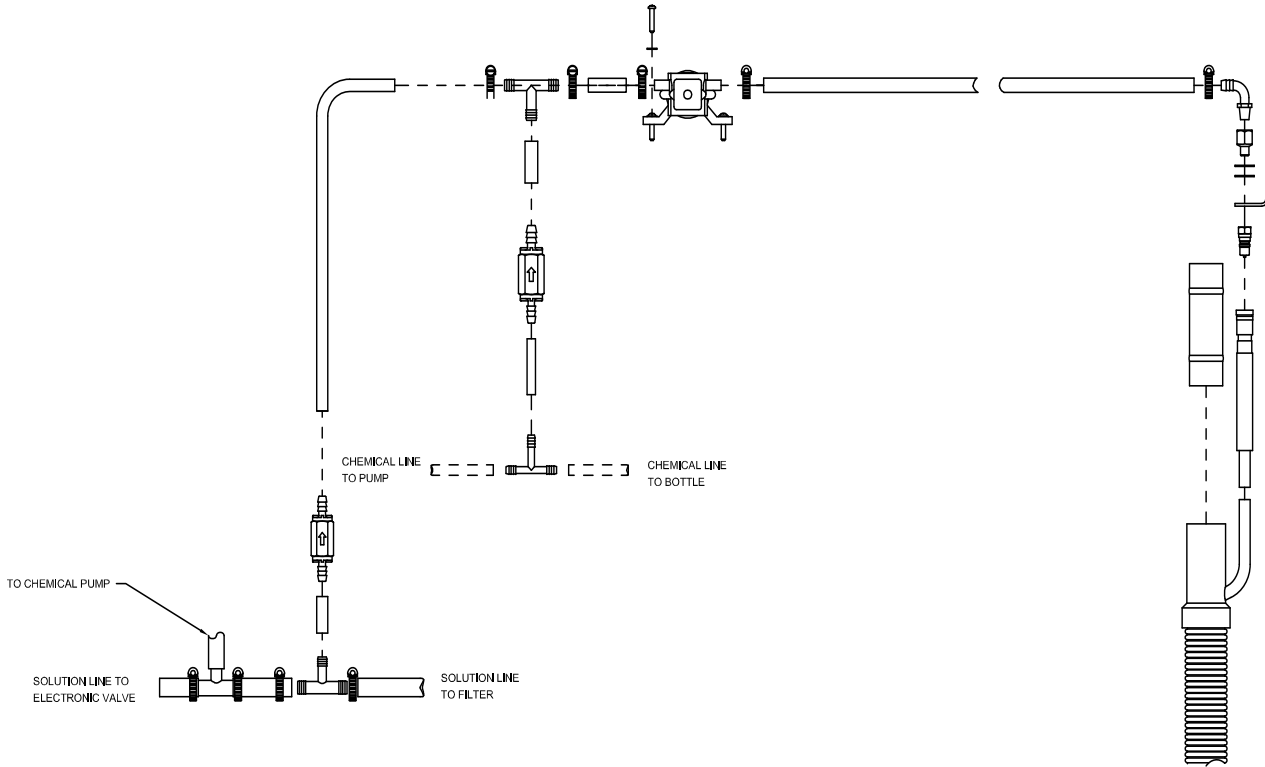 CHEMICAL LINE
TO PUMP
CHEMICAL LINE
TO BOTTLE
TO CHEMICAL PUMP
SOLUTION LINE TO
ELECTRONIC VALVE
SOLUTION LINE
TO FILTER